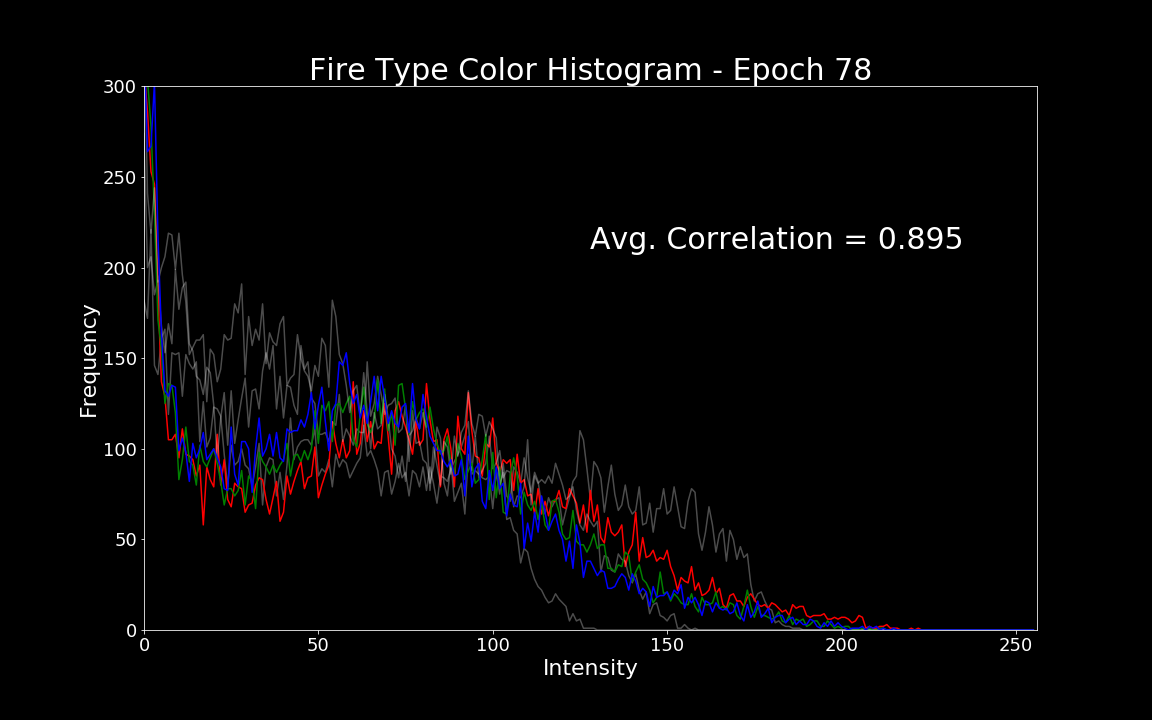 Fire Type Color Histogram - Epoch 78
300
250
200
150
100
50
0
Frequency
Avg. Correlation = 0.895
0 50 100 150 200 250
Intensity